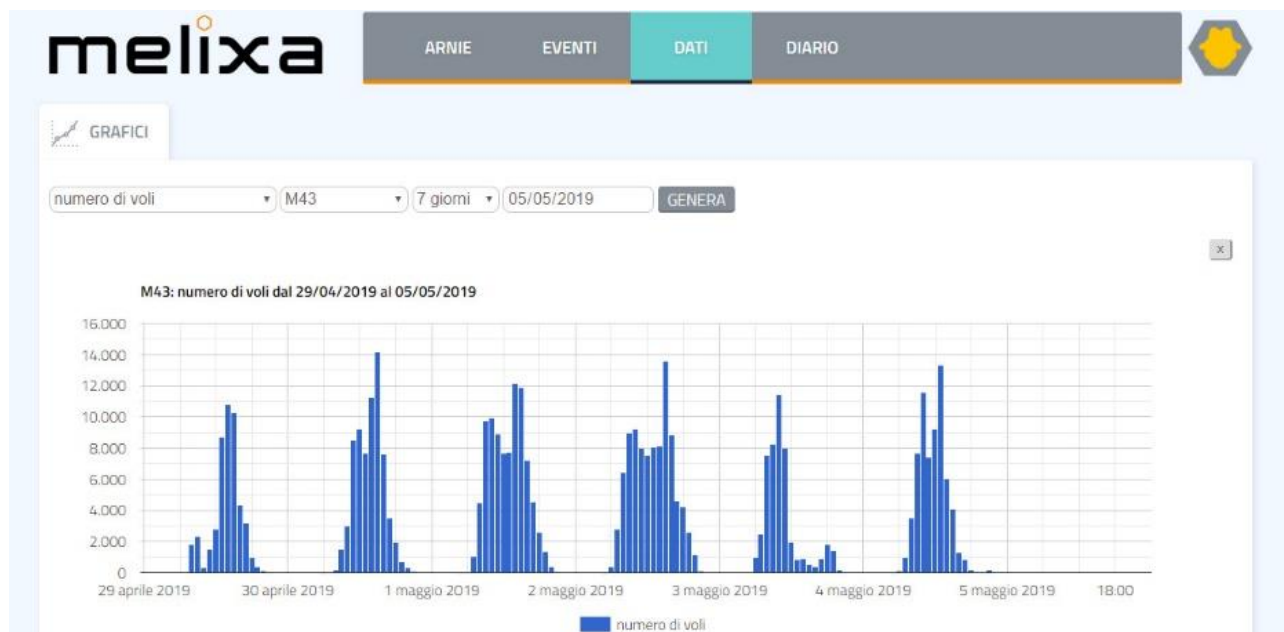 melixa
ARNIE EVENTI DATI DIARIO
GRAFICI
numero di voli M43 7 giorni 05/05/2019 GENERA
x
M43: numero di voli dal 29/04/2019 al 05/05/2019
16.000
14.000
12.000
10.000
8.000
6.000
4.000
2.000
0
29 aprile 2019 30 aprile 2019 1 maggio 2019 2 maggio 2019 3 maggio 2019 4 maggio 2019 5 maggio 2019 18:00
numero di voli